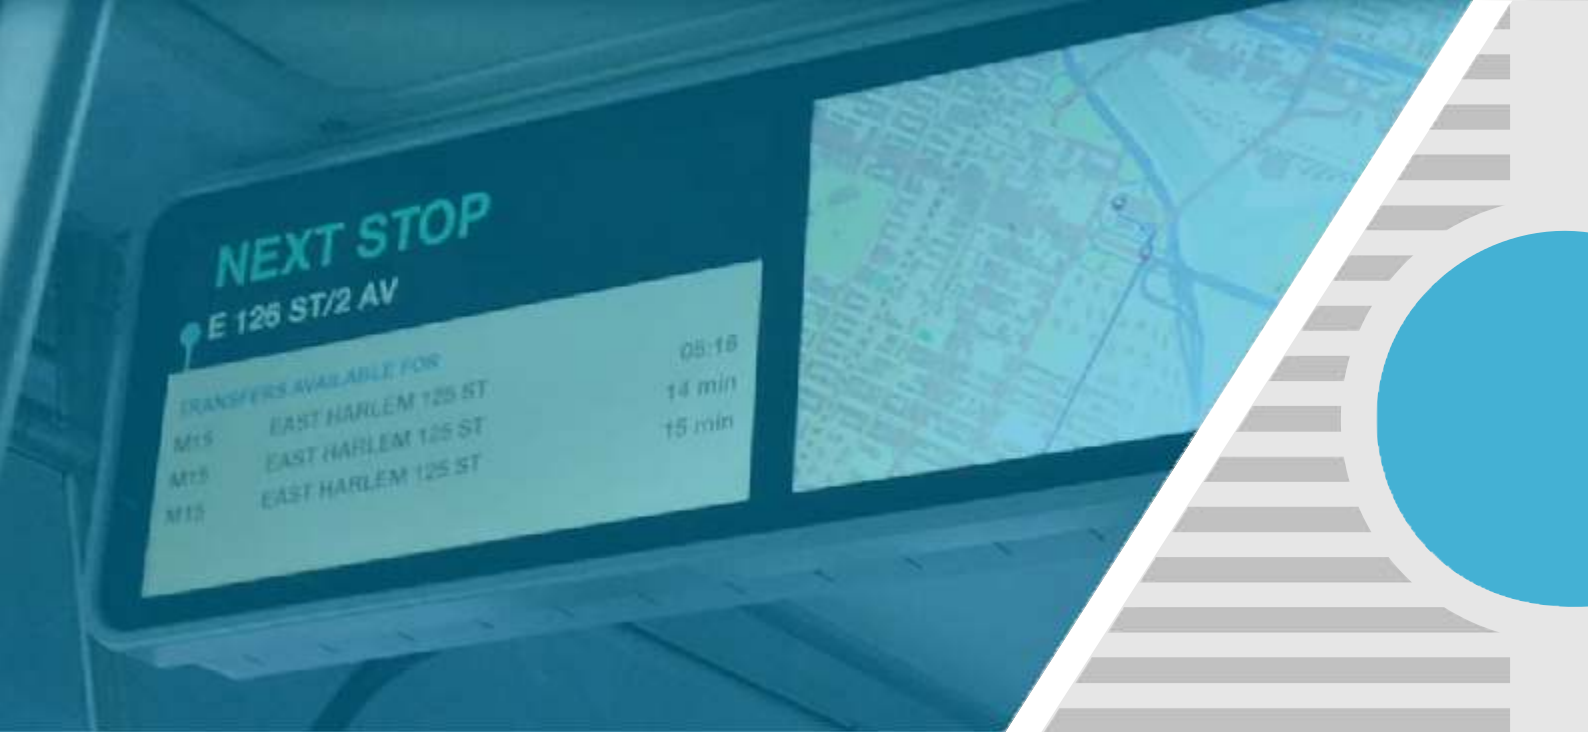 NEXT STOP
E 126 ST/2 AV
TRANSFERS AVAILABLE FOR
M15 EAST HARLEM 125 ST 05:16
M15 EAST HARLEM 125 ST 14 min
M15 EAST HARLEM 125 ST 15 min